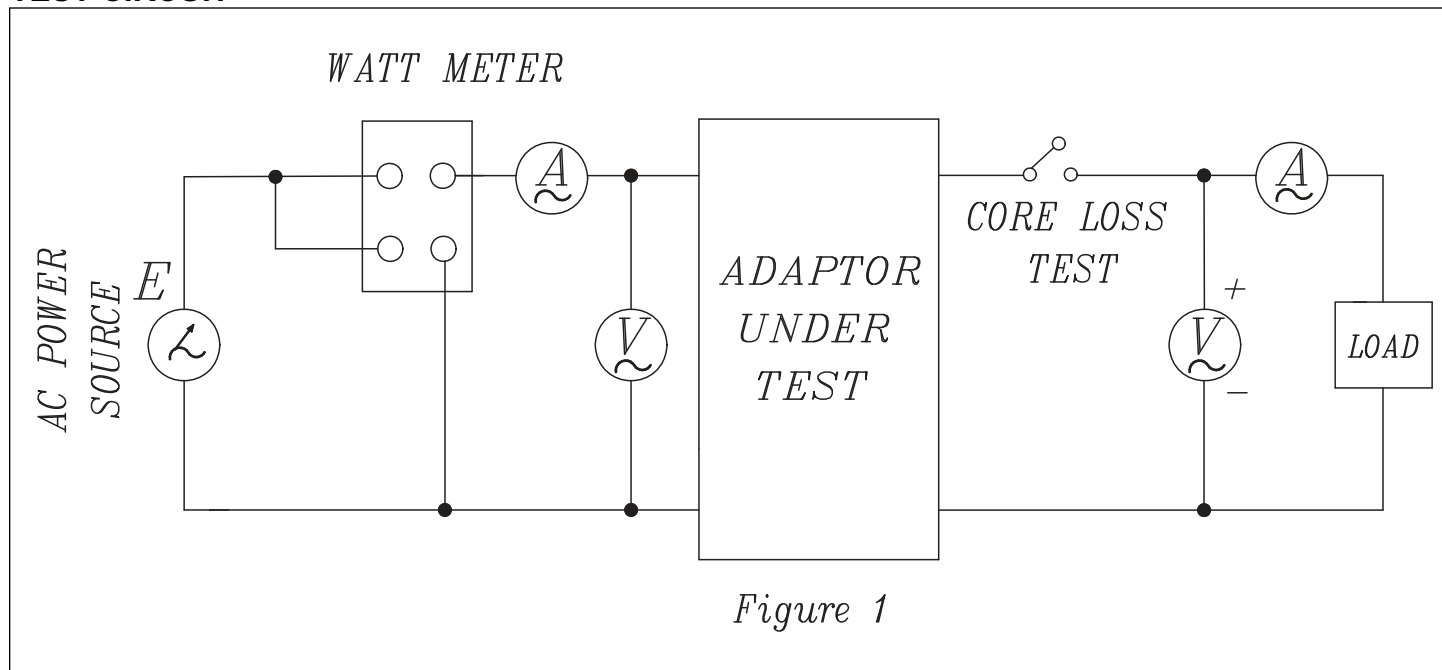 WATT METER
A
A
CORE LOSS
TEST
AC POWER
SOURCE
E
ADAPTOR
UNDER
TEST
V
+
V
-
LOAD
Figure 1